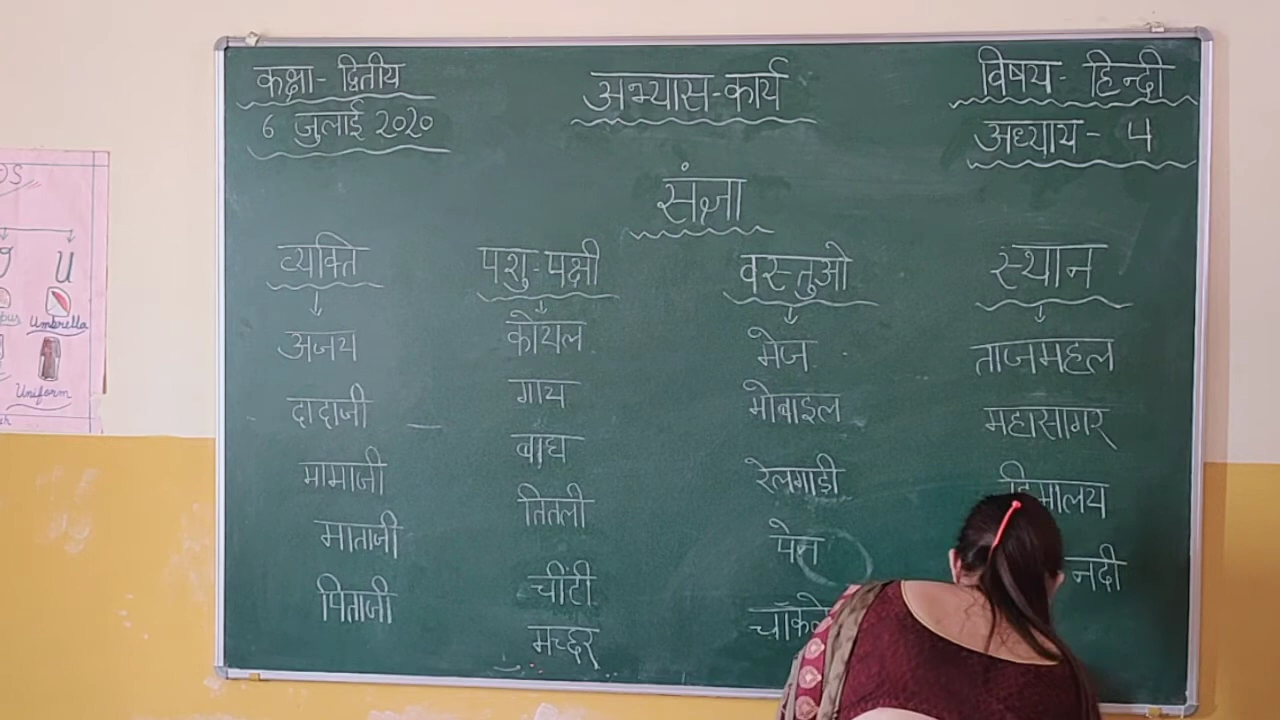 कक्षा- द्वितीय
6 जुलाई २०२०
अभ्यास-कार्य
विषय- हिन्दी
अध्याय- 4
संज्ञा
व्यक्ति
अजय
दादाजी
मामाजी
माताजी
पिताजी
पशु-पक्षी
कोयल
गाय
बाघ
तितली
चींटी
मच्छर
वस्तुओ
मेज
मोबाइल
रेलगाड़ी
पेन
स्थान
ताजमहल
महासागर
हिमालय
नदी
g
u
Umbrella
Uniform